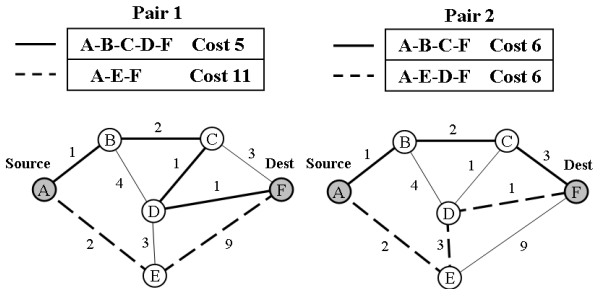 Pair 1
A-B-C-D-F Cost 5
A-E-F Cost 11
Pair 2
A-B-C-F Cost 6
A-E-D-F Cost 6
Source
Dest
A
B
C
D
E
F
1
2
1
3
4
1
3
2
9
Source
Dest
A
B
C
D
E
F
1
2
1
3
4
1
3
2
9